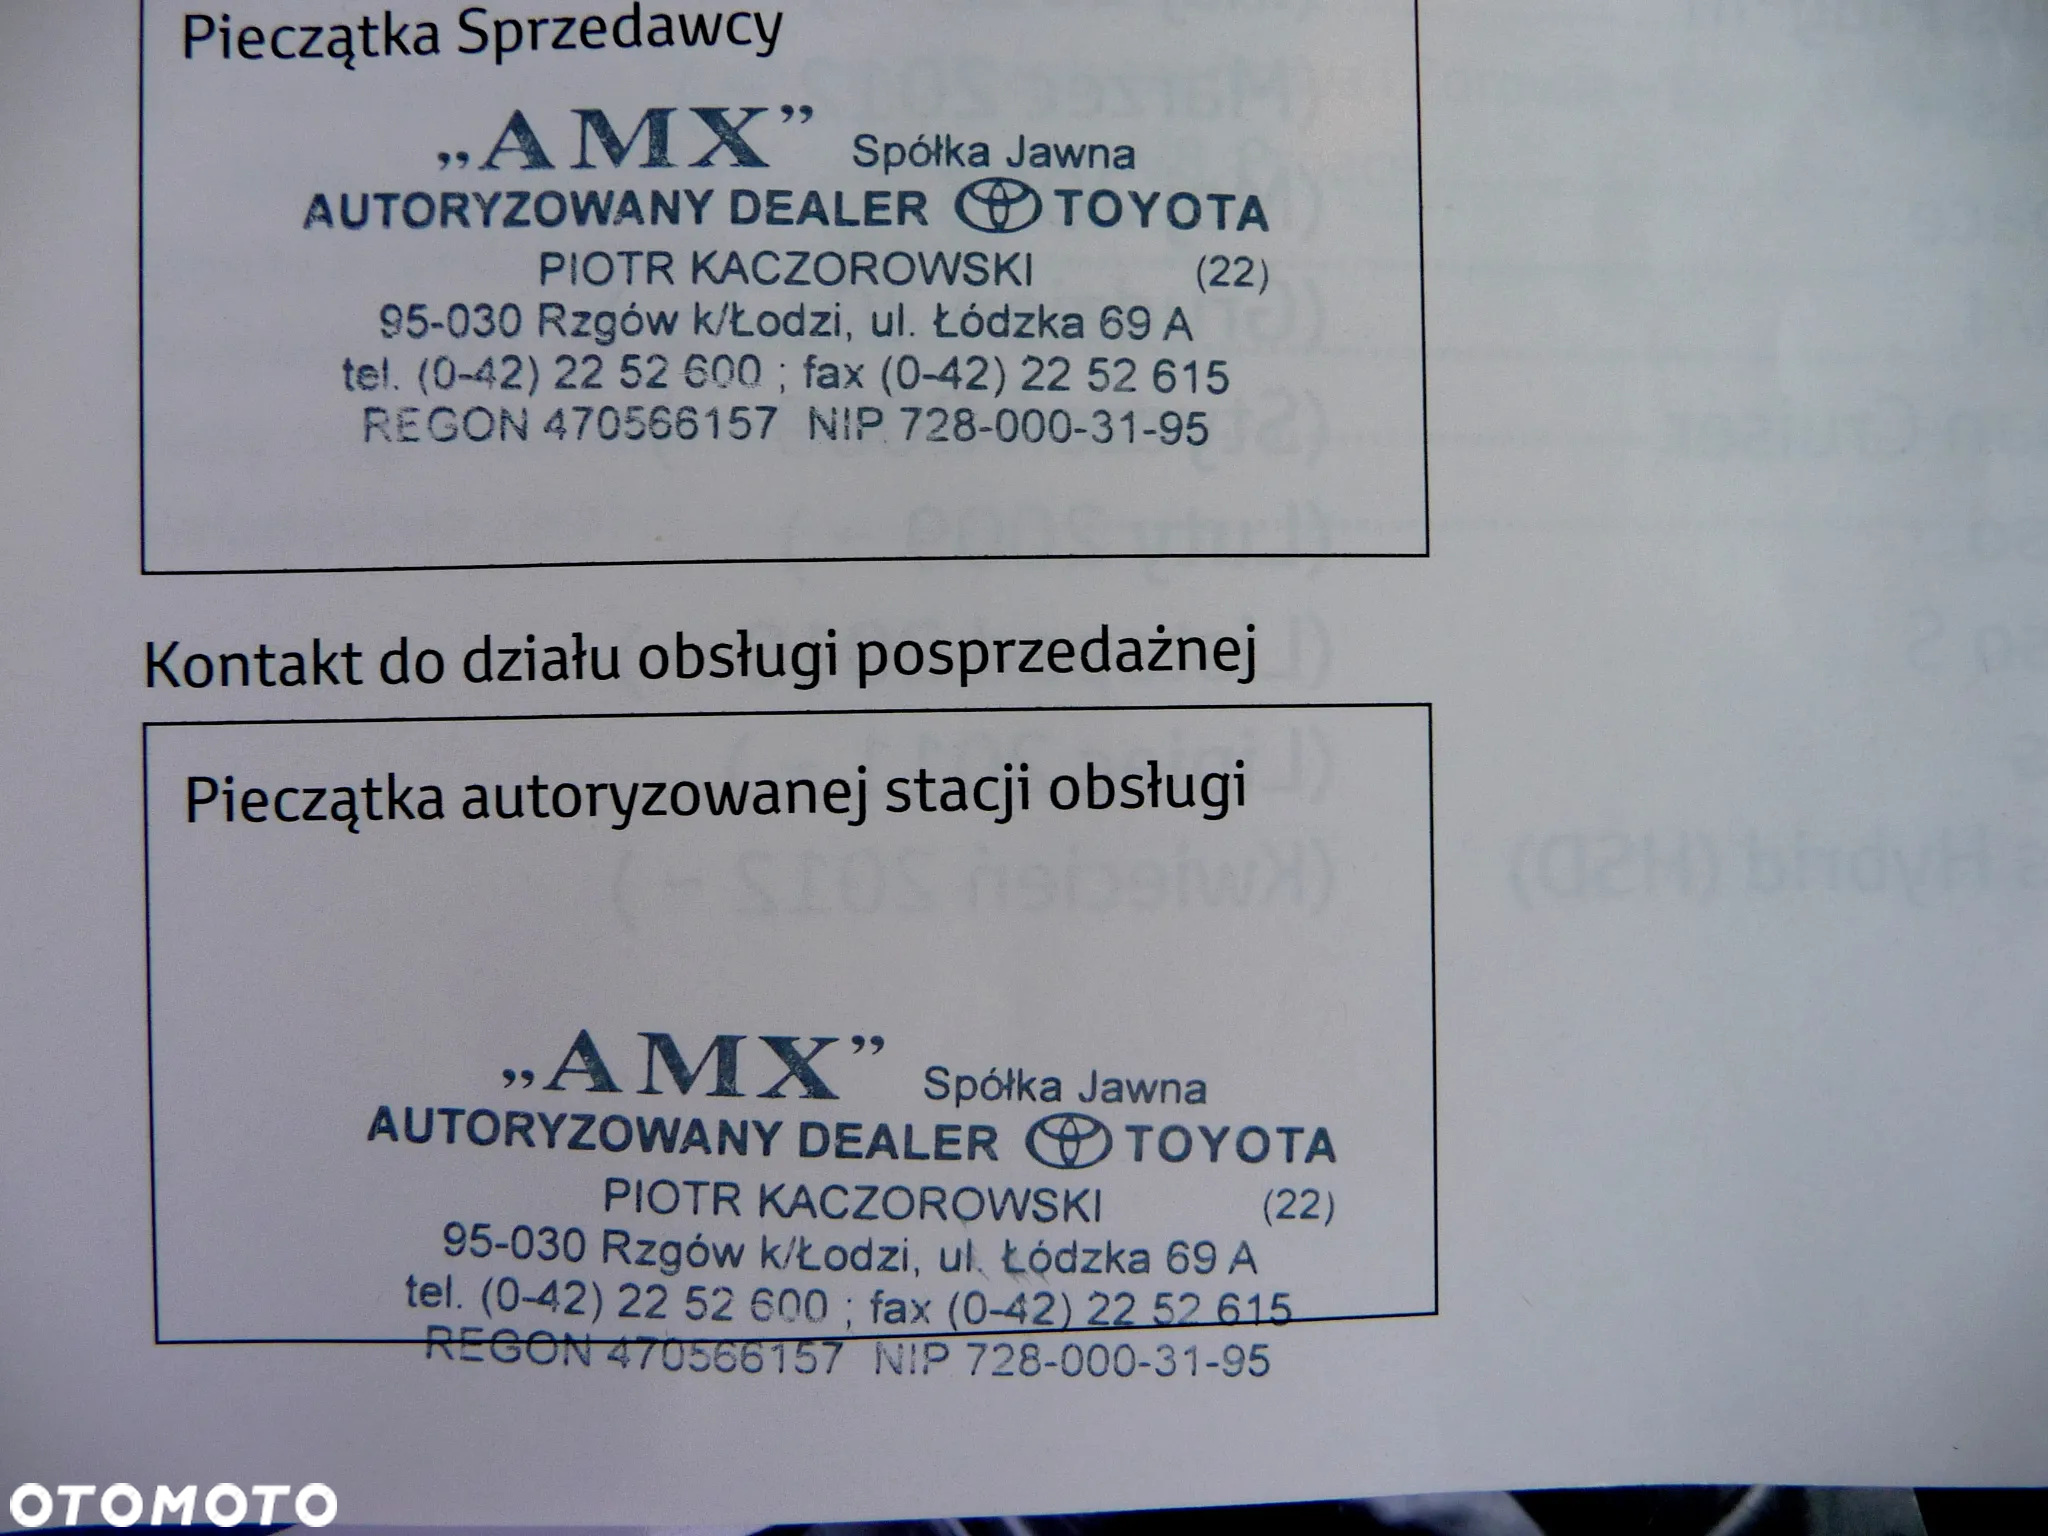 Pieczątka Sprzedawcy
„AMX” Spółka Jawna
AUTORYZOWANY DEALER TOYOTA
PIOTR KACZOROWSKI (22)
95-030 Rzgów k/Łodzi, ul. Łódzka 69 A
tel. (0-42) 22 52 600 ; fax (0-42) 22 52 615
REGON 470566157 NIP 728-000-31-95
Kontakt do działu obsługi posprzedażnej
Pieczątka autoryzowanej stacji obsługi
„AMX” Spółka Jawna
AUTORYZOWANY DEALER TOYOTA
PIOTR KACZOROWSKI (22)
95-030 Rzgów k/Łodzi, ul. Łódzka 69 A
tel. (0-42) 22 52 600 ; fax (0-42) 22 52 615
REGON 470566157 NIP 728-000-31-95
OTOMOTO